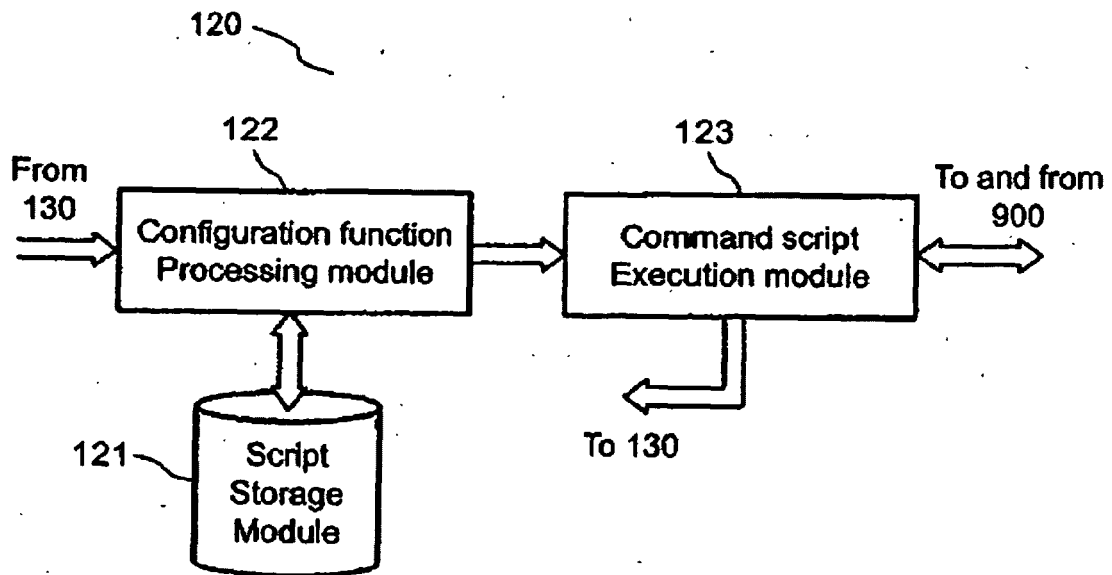 120
122
123
From
130
Configuration function
Processing module
Command script
Execution module
To and from
900
To 130
121
Script
Storage
Module